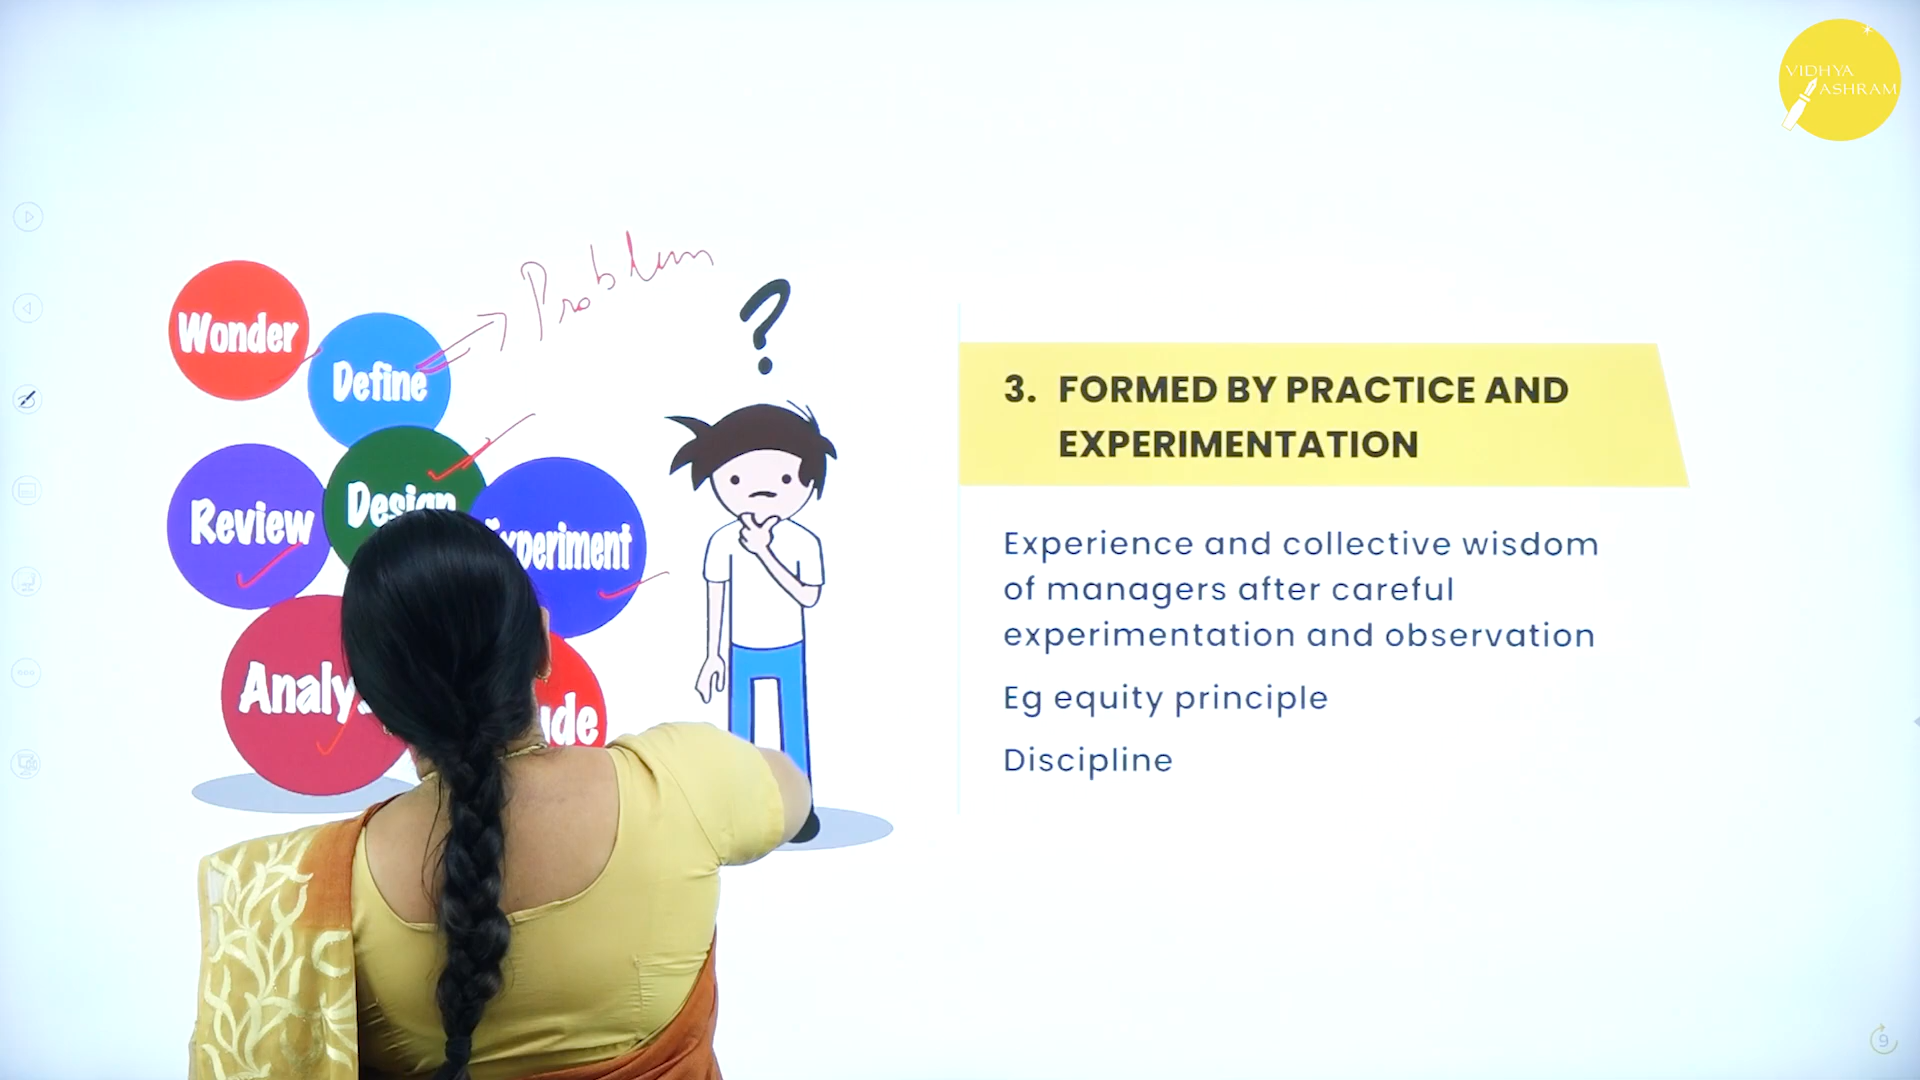 VIDHYA
ASHRAM
Problem
Wonder
Define
Review
Design
Experiment
3. FORMED BY PRACTICE AND
EXPERIMENTATION
Experience and collective wisdom
of managers after careful
experimentation and observation
Eg equity principle
Discipline
9